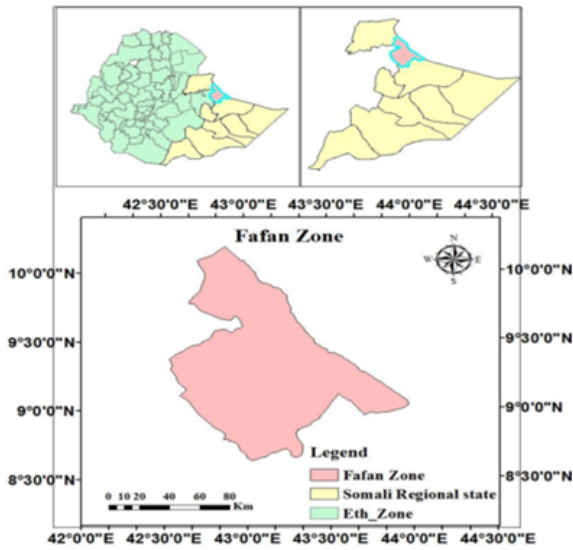 42°30'0"E 43°0'0"E 43°30'0"E 44°0'0"E 44°30'0"E
Fafan Zone
N
W E
S
10°0'0"N 10°0'0"N
9°30'0"N 9°30'0"N
9°0'0"N 9°0'0"N
8°30'0"N 8°30'0"N
Legend
Fafan Zone
Somali Regional state
Eth_Zone
0 10 20 40 60 80
Km
42°0'0"E 42°30'0"E 43°0'0"E 43°30'0"E 44°0'0"E 44°30'0"E